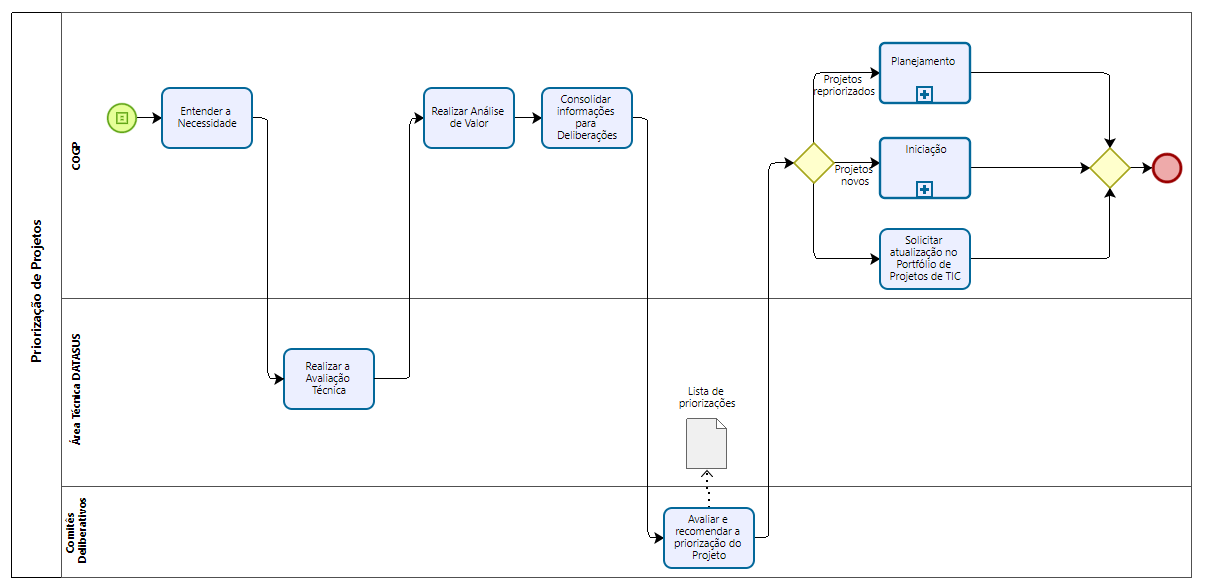 Priorização de Projetos
COGP
Entender a
Necessidade
Realizar Análise
de Valor
Consolidar
informações
para
Deliberações
Projetos
repriorizados
Planejamento
Projetos
novos
Iniciação
Solicitar
atualização no
Portfólio de
Projetos de TIC
Área Técnica DATASUS
Realizar a
Avaliação
Técnica
Lista de
priorizações
Comitês
Deliberativos
Avaliar e
recomendar a
priorização do
Projeto